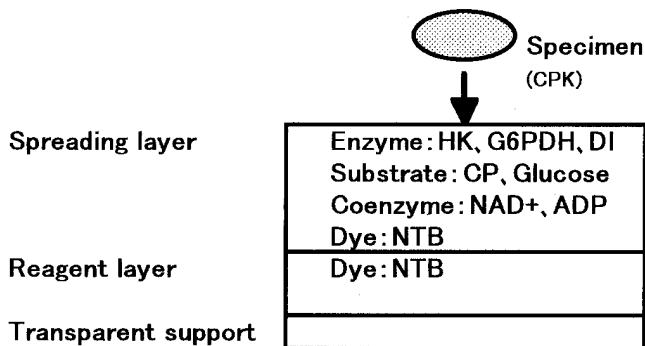 Specimen
(CPK)
Spreading layer
Enzyme:HK、G6PDH、DI
Substrate:CP、Glucose
Coenzyme:NAD+、ADP
Dye:NTB
Reagent layer
Dye:NTB
Transparent support